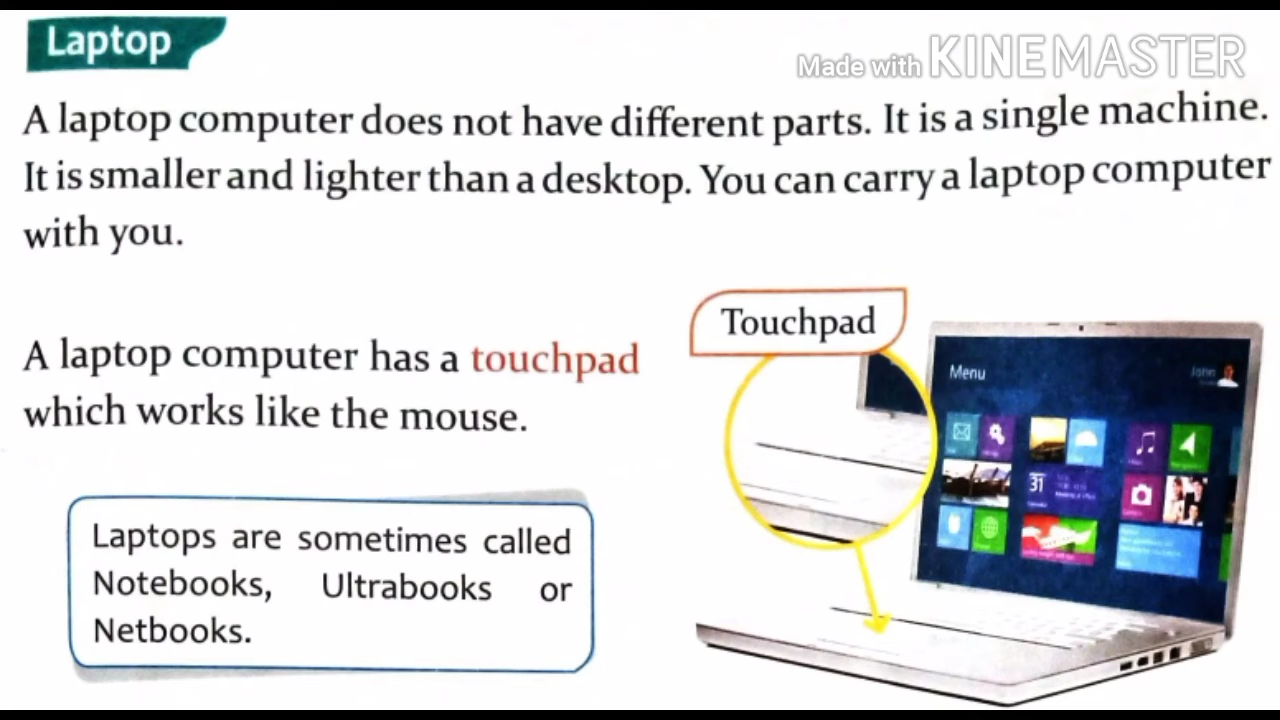 Laptop
Made with KINEMASTER
A laptop computer does not have different parts. It is a single machine.
It is smaller and lighter than a desktop. You can carry a laptop computer
with you.
A laptop computer has a touchpad
which works like the mouse.
Touchpad
Menu
John
31
Laptops are sometimes called
Notebooks, Ultrabooks or
Netbooks.